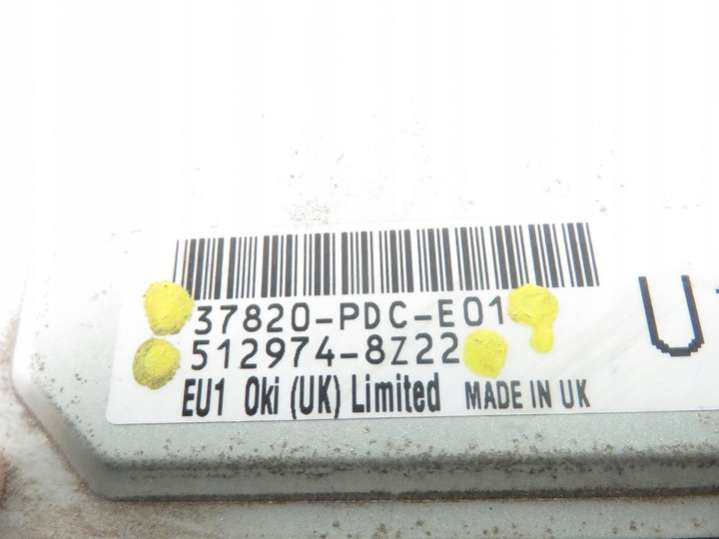 37820-PDC-E01
512974-8Z22
EU1 Oki (UK) Limited MADE IN UK
U